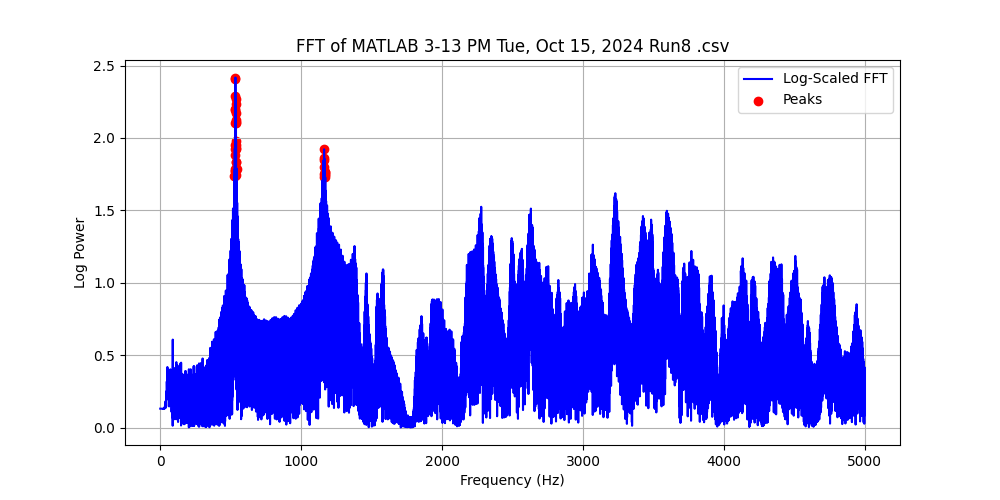 FFT of MATLAB 3-13 PM Tue, Oct 15, 2024 Run8 .csv
2.5
2.0
1.5
1.0
0.5
0.0
Log Power
Log-Scaled FFT
Peaks
0 1000 2000 3000 4000 5000
Frequency (Hz)